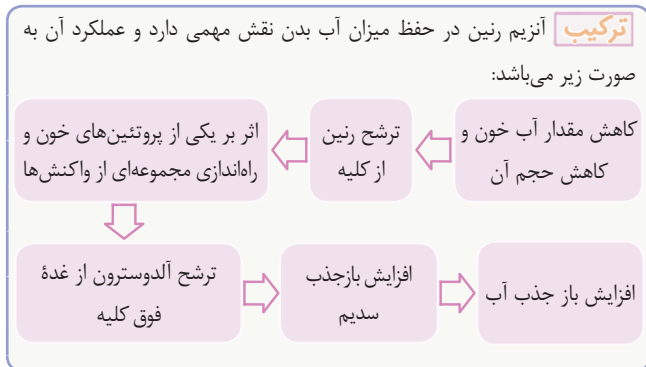 ترکیب آنزیم رنین در حفظ میزان آب بدن نقش مهمی دارد و عملکرد آن به
صورت زیر می‌باشد:
کاهش مقدار آب خون و
کاهش حجم آن
ترشح رنین
از کلیه
اثر بر یکی از پروتئین‌های خون و
راه‌اندازی مجموعه‌ای از واکنش‌ها
ترشح آلدوسترون از غدهٔ
فوق کلیه
افزایش بازجذب
سدیم
افزایش باز جذب آب